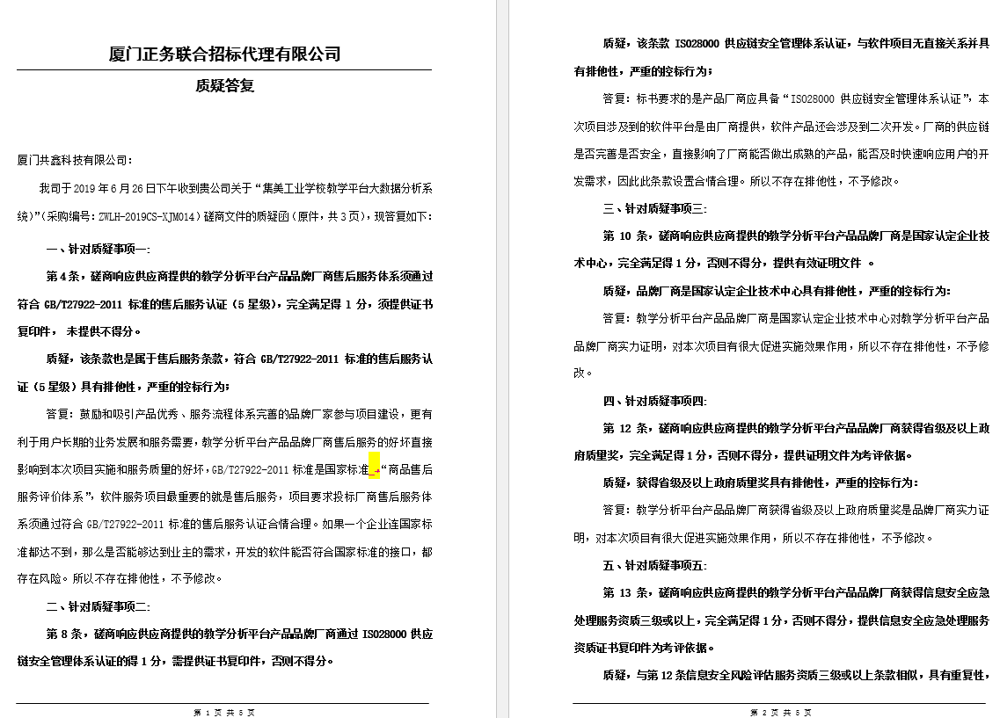 厦门正务联合招标代理有限公司
质疑答复
厦门共鑫科技有限公司：
我司于2019年6月26日下午收到贵公司关于“集美工业学校教学平台大数据分析系
统）”（采购编号：ZWLH-2019CS-XJM014）磋商文件的质疑函（原件，共3页），现答复如下：
一、针对质疑事项一：
第4条，磋商响应供应商提供的教学分析平台产品品牌厂商售后服务体系须通过
符合GB/T27922-2011标准的售后服务认证（5星级），完全满足得1分，须提供证书
复印件， 未提供不得分。
质疑，该条款也是属于售后服务条款，符合GB/T27922-2011标准的售后服务认
证（5星级）具有排他性，严重的控标行为；
答复：鼓励和吸引产品优秀、服务流程体系完善的品牌厂家参与项目建设，更有
利于用户长期的业务发展和服务需要，教学分析平台产品品牌厂商售后服务的好坏直接
影响到本次项目实施和服务质量的好坏，GB/T27922-2011标准是国家标准 “商品售后
服务评价体系”，软件服务项目最重要的就是售后服务，项目要求投标厂商售后服务体
系须通过符合GB/T27922-2011标准的售后服务认证合情合理。如果一个企业连国家标
准都达不到，那么是否能够达到业主的需求，开发的软件能否符合国家标准的接口，都
存在风险。所以不存在排他性，不予修改。
二、针对质疑事项二：
第8条，磋商响应供应商提供的教学分析平台产品品牌厂商通过ISO28000供应
链安全管理体系认证的得1分，需提供证书复印件，否则不得分。
第 1 页 共 5 页
质疑，该条款 ISO28000 供应链安全管理体系认证，与软件项目无直接关系并具
有排他性，严重的控标行为；
答复：标书要求的是产品厂商应具备“ISO28000 供应链安全管理体系认证”，本
次项目涉及到的软件平台是由厂商提供，软件产品还会涉及到二次开发。厂商的供应链
是否完善是否安全，直接影响了厂商能否做出成熟的产品，能否及时快速响应用户的开
发需求，因此此条款设置合情合理。所以不存在排他性，不予修改。
三、针对质疑事项三：
第 10 条，磋商响应供应商提供的教学分析平台产品品牌厂商是国家认定企业技
术中心，完全满足得1分，否则不得分，提供有效证明文件 。
质疑，品牌厂商是国家认定企业技术中心具有排他性，严重的控标行为：
答复：教学分析平台产品品牌厂商是国家认定企业技术中心对教学分析平台产品
品牌厂商实力证明，对本次项目有很大促进实施效果作用，所以不存在排他性，不予修
改。
四、针对质疑事项四：
第 12 条，磋商响应供应商提供的教学分析平台产品品牌厂商获得省级及以上政
府质量奖，完全满足得1分，否则不得分，提供证明文件为考评依据。
质疑，获得省级及以上政府质量奖具有排他性，严重的控标行为：
答复：教学分析平台产品品牌厂商获得省级及以上政府质量奖是品牌厂商实力证
明，对本次项目有很大促进实施效果作用，所以不存在排他性，不予修改。
五、针对质疑事项五：
第 13 条，磋商响应供应商提供的教学分析平台产品品牌厂商获得信息安全应急
处理服务资质三级或以上，完全满足得1分，否则不得分，提供信息安全应急处理服务
资质证书复印件为考评依据。
质疑，与第12条信息安全风险评估服务资质三级或以上条款相似，具有重复性，
第 2 页 共 5 页